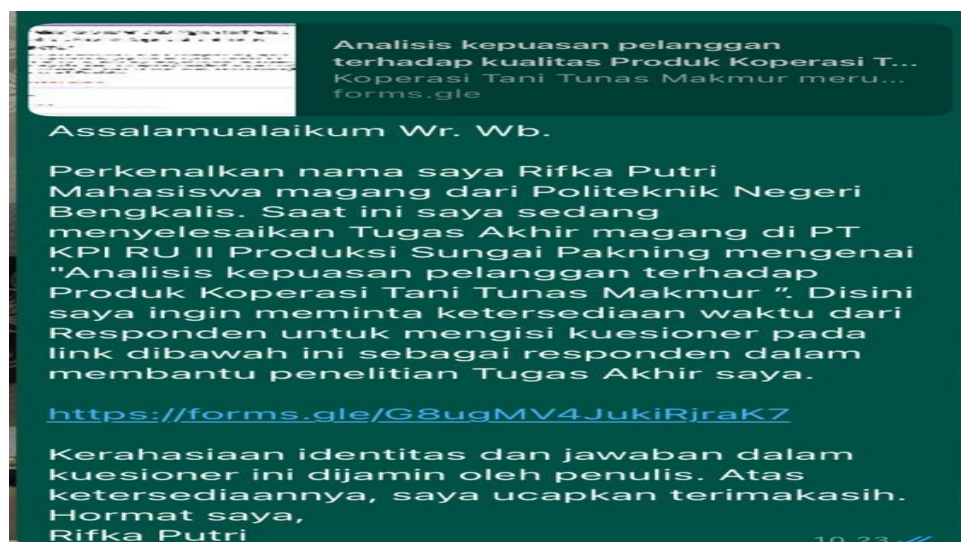 Analisis kepuasan pelanggan
terhadap kualitas Produk Koperasi T...
Koperasi Tani Tunas Makmur meru...
forms.gle
Assalamualaikum Wr. Wb.
Perkenalkan nama saya Rifka Putri
Mahasiswa magang dari Politeknik Negeri
Bengkalis. Saat ini saya sedang
menyelesaikan Tugas Akhir magang di PT
KPI RU II Produksi Sungai Pakning mengenai
"Analisis kepuasan pelanggan terhadap
Produk Koperasi Tani Tunas Makmur ”. Disini
saya ingin meminta ketersediaan waktu dari
Responden untuk mengisi kuesioner pada
link dibawah ini sebagai responden dalam
membantu penelitian Tugas Akhir saya.
https://forms.gle/G8ugMV4JukiRjraK7
Kerahasiaan identitas dan jawaban dalam
kuesioner ini dijamin oleh penulis. Atas
ketersediaannya, saya ucapkan terimakasih.
Hormat saya,
Rifka Putri
10.23